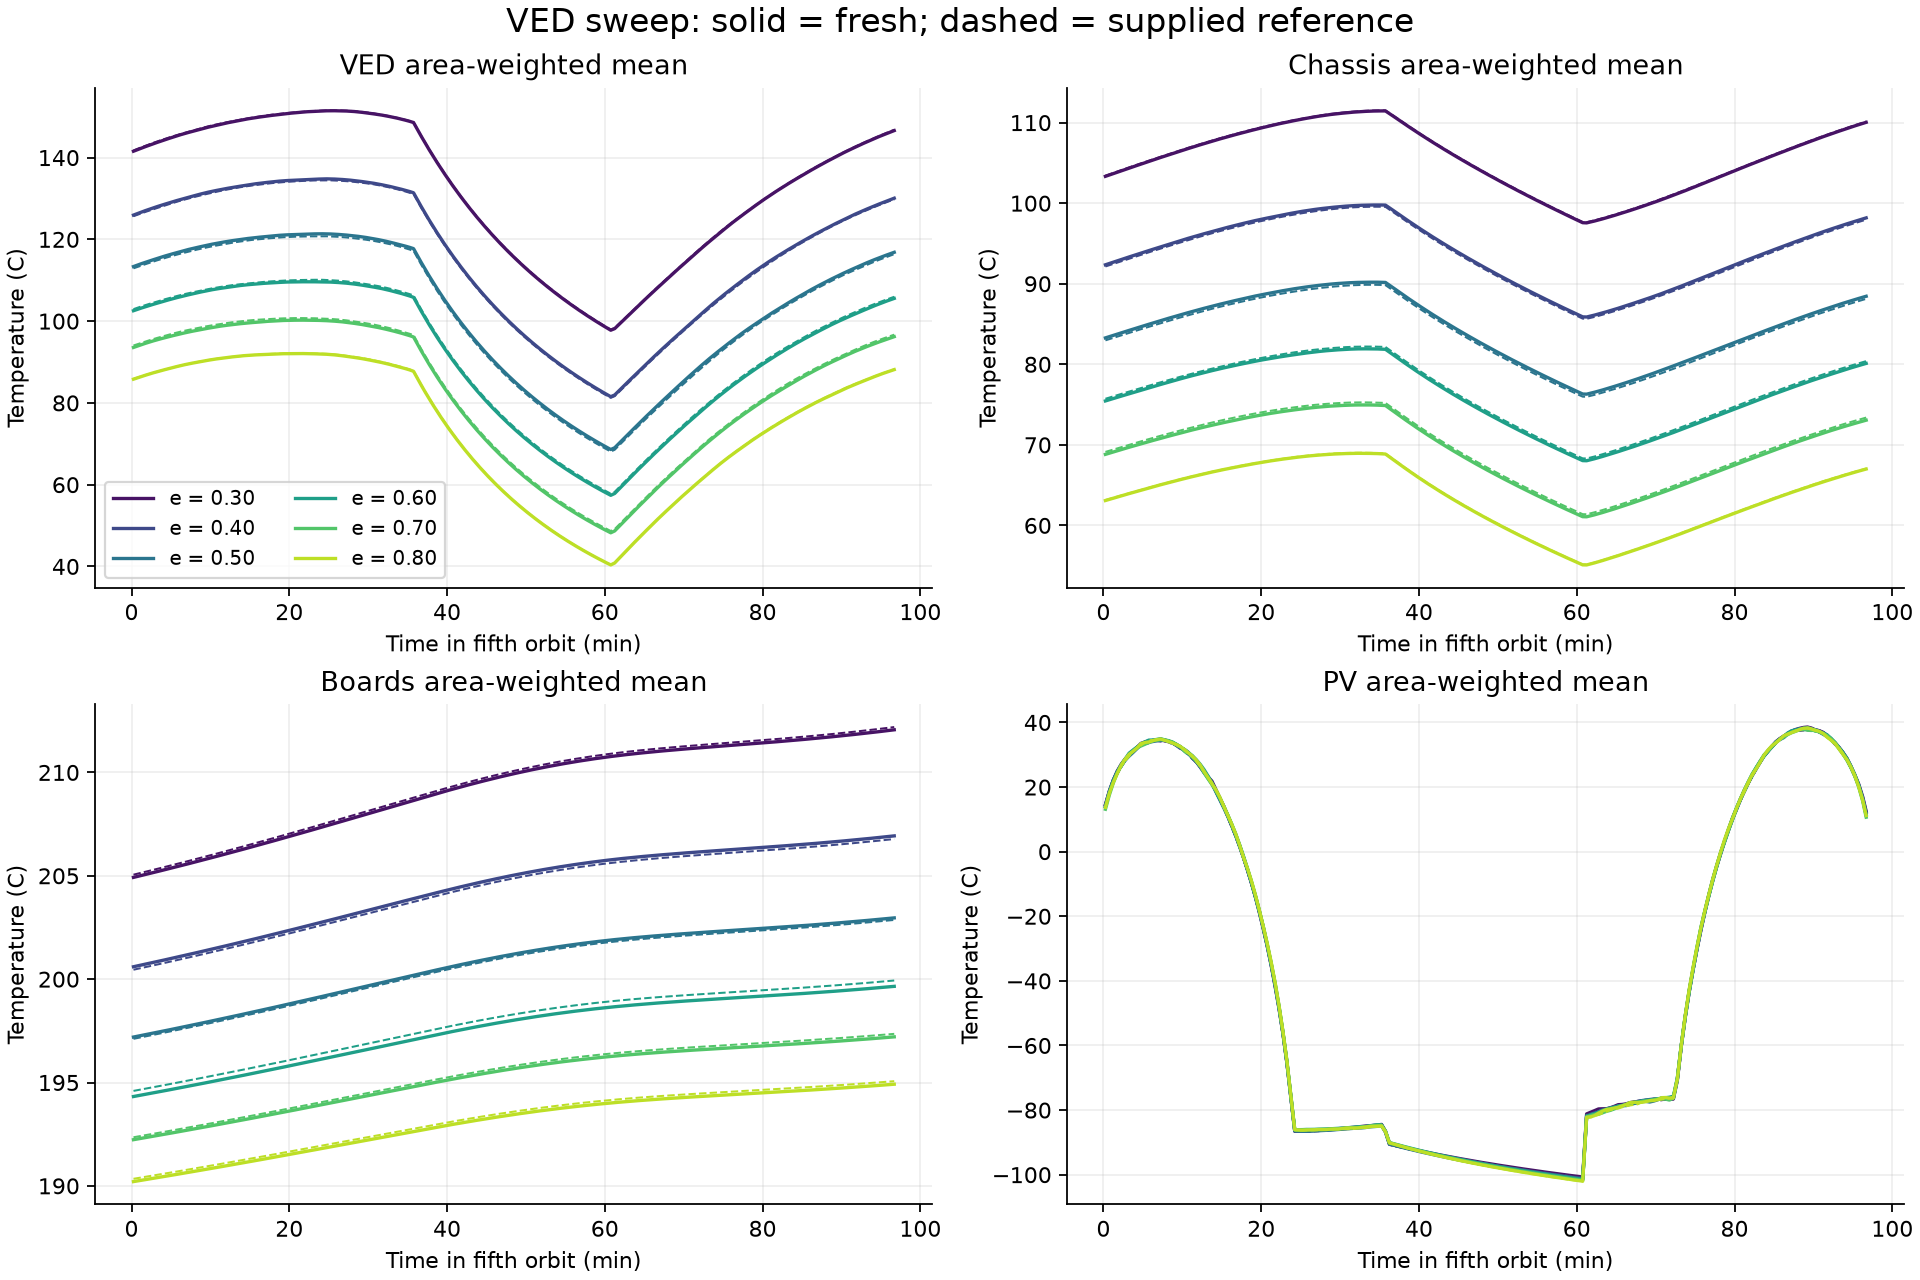 VED sweep: solid = fresh; dashed = supplied reference
VED area-weighted mean
Temperature (C)
140
120
100
80
60
40
e = 0.30
e = 0.40
e = 0.50
e = 0.60
e = 0.70
e = 0.80
0 20 40 60 80 100
Time in fifth orbit (min)
Chassis area-weighted mean
Temperature (C)
110
100
90
80
70
60
0 20 40 60 80 100
Time in fifth orbit (min)
Boards area-weighted mean
Temperature (C)
210
205
200
195
190
0 20 40 60 80 100
Time in fifth orbit (min)
PV area-weighted mean
Temperature (C)
40
20
0
−20
−40
−60
−80
−100
0 20 40 60 80 100
Time in fifth orbit (min)